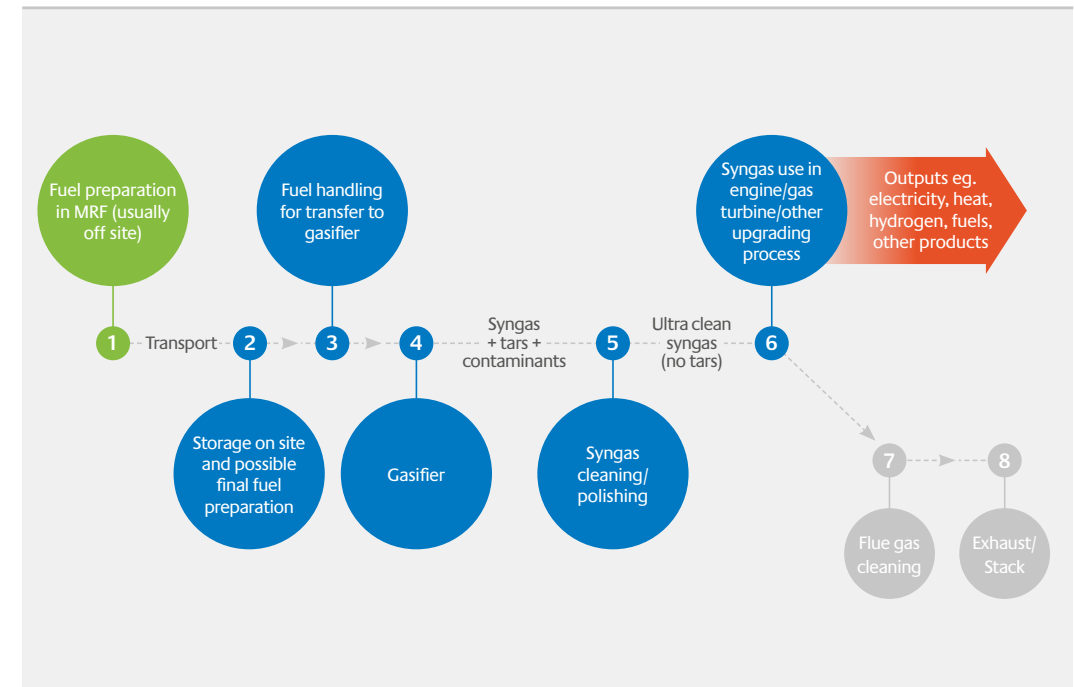 Fuel preparation
in MRF (usually
off site)
Fuel handling
for transfer to
gasifier
Syngas use in
engine/gas
turbine/other
upgrading
process
Outputs eg.
electricity, heat,
hydrogen, fuels,
other products
1
Transport
2
3
4
Syngas
+ tars +
contaminants
5
Ultra clean
syngas
(no tars)
6
Storage on site
and possible
final fuel
preparation
Gasifier
Syngas
cleaning/
polishing
7
8
Flue gas
cleaning
Exhaust/
Stack